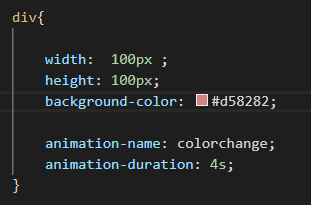 div{
width:  100px ;
height: 100px;
background-color: #d58282;
animation-name: colorchange;
animation-duration: 4s;
}